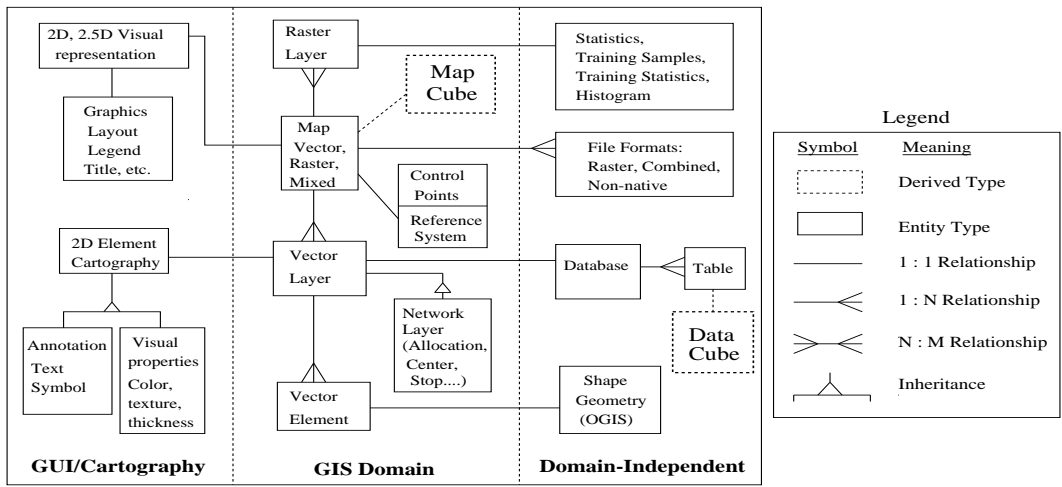 2D, 2.5D Visual
representation
Graphics
Layout
Legend
Title, etc.
2D Element
Cartography
Annotation
Text
Symbol
Visual
properties
Color,
texture,
thickness
GUI/Cartography
Raster
Layer
Map
Cube
Map
Vector,
Raster,
Mixed
Control
Points
Reference
System
Vector
Layer
Network
Layer
(Allocation,
Center,
Stop....)
Vector
Element
GIS Domain
Statistics,
Training Samples,
Training Statistics,
Histogram
File Formats:
Raster, Combined,
Non-native
Database
Table
Data
Cube
Shape
Geometry
(OGIS)
Domain-Independent
Legend
Symbol Meaning
Derived Type
Entity Type
1 : 1 Relationship
1 : N Relationship
N : M Relationship
Inheritance